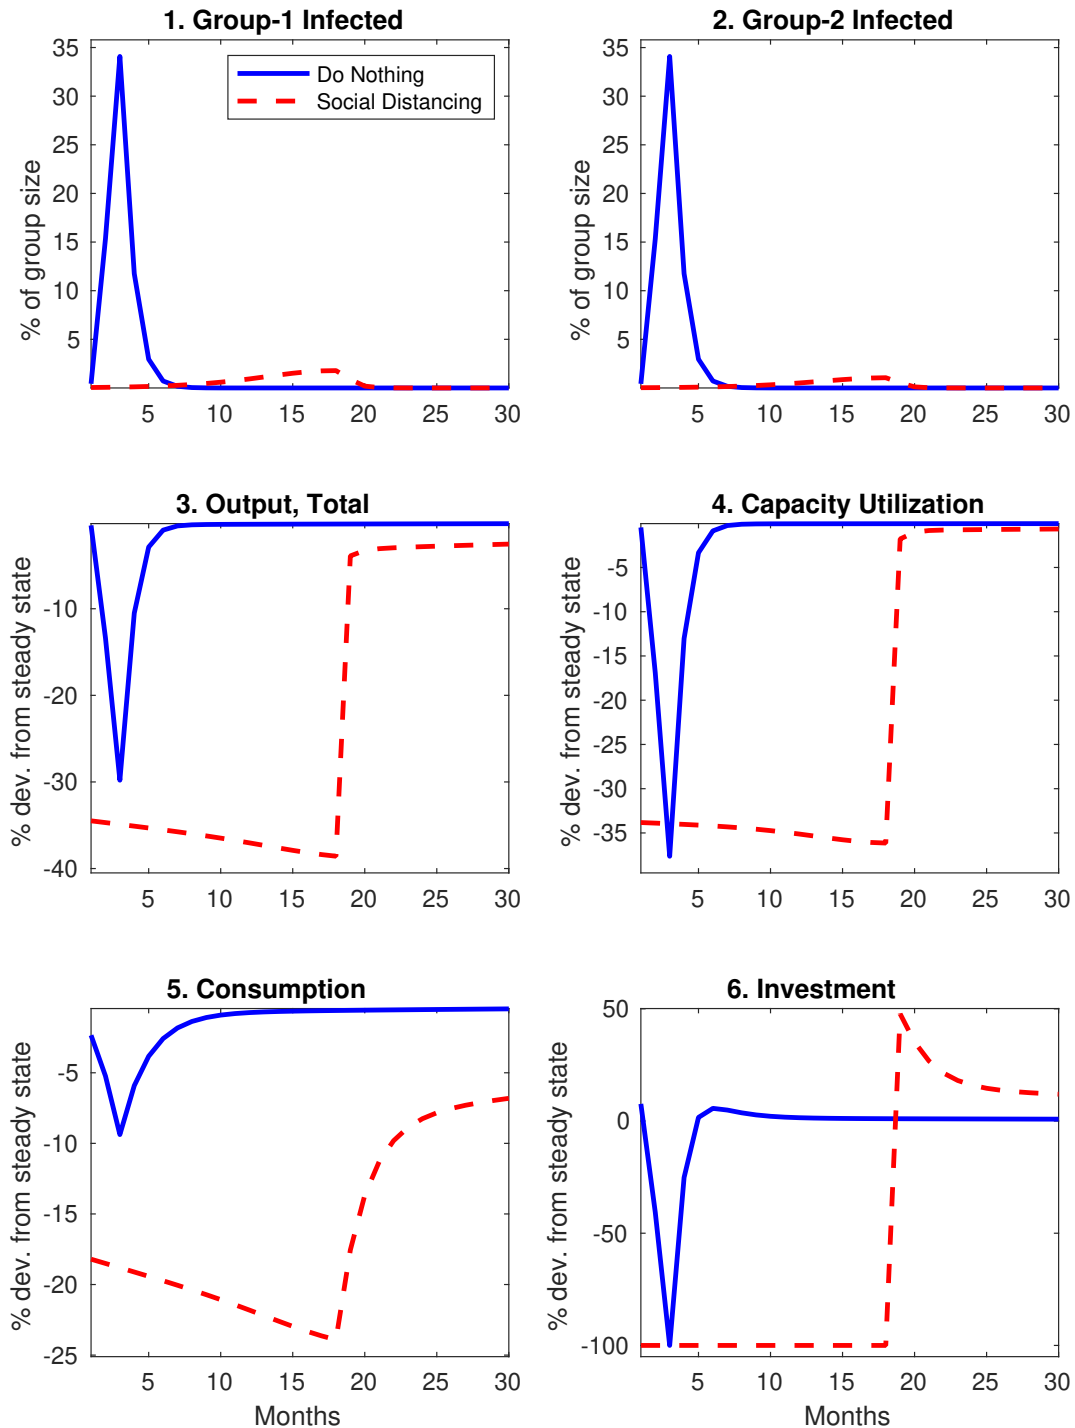 1. Group-1 Infected
35
30
25
20
15
10
5
% of group size
Do Nothing
Social Distancing
5 10 15 20 25 30
2. Group-2 Infected
35
30
25
20
15
10
5
% of group size
5 10 15 20 25 30
3. Output, Total
-10
-20
-30
-40
% dev. from steady state
5 10 15 20 25 30
4. Capacity Utilization
-5
-10
-15
-20
-25
-30
-35
% dev. from steady state
5 10 15 20 25 30
5. Consumption
-5
-10
-15
-20
-25
% dev. from steady state
5 10 15 20 25 30
Months
6. Investment
50
0
-50
-100
% dev. from steady state
5 10 15 20 25 30
Months